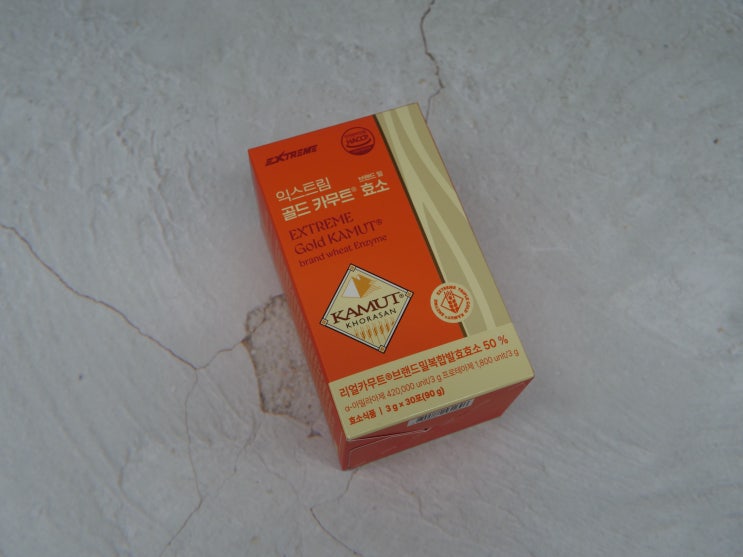 EXTREME
HACCP
익스트림
브랜드 밀
골드 카무트® 효소
EXTREME
Gold KAMUT®
brand wheat Enzyme
KAMUT®
KHORASAN
리얼카무트®브랜드밀복합발효효소 50 %
α-아밀라아제 420,000 unit/3 g 프로테아제 1,800 unit/3 g
효소식품 | 3 g × 30포(90 g)